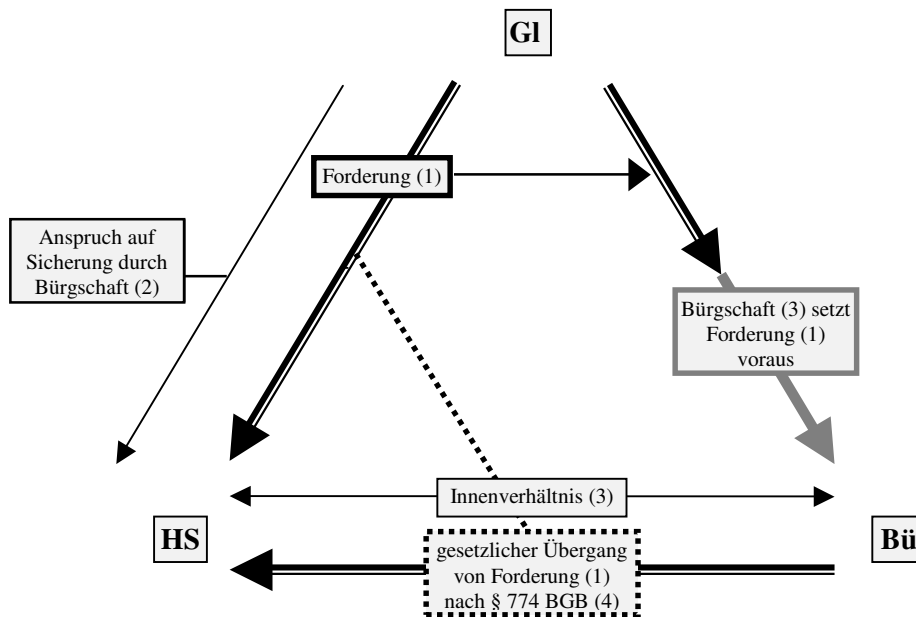 Gl
Forderung (1)
Anspruch auf
Sicherung durch
Bürgschaft (2)
Bürgschaft (3) setzt
Forderung (1)
voraus
Innenverhältnis (3)
HS
Bü
gesetzlicher Übergang
von Forderung (1)
nach § 774 BGB (4)